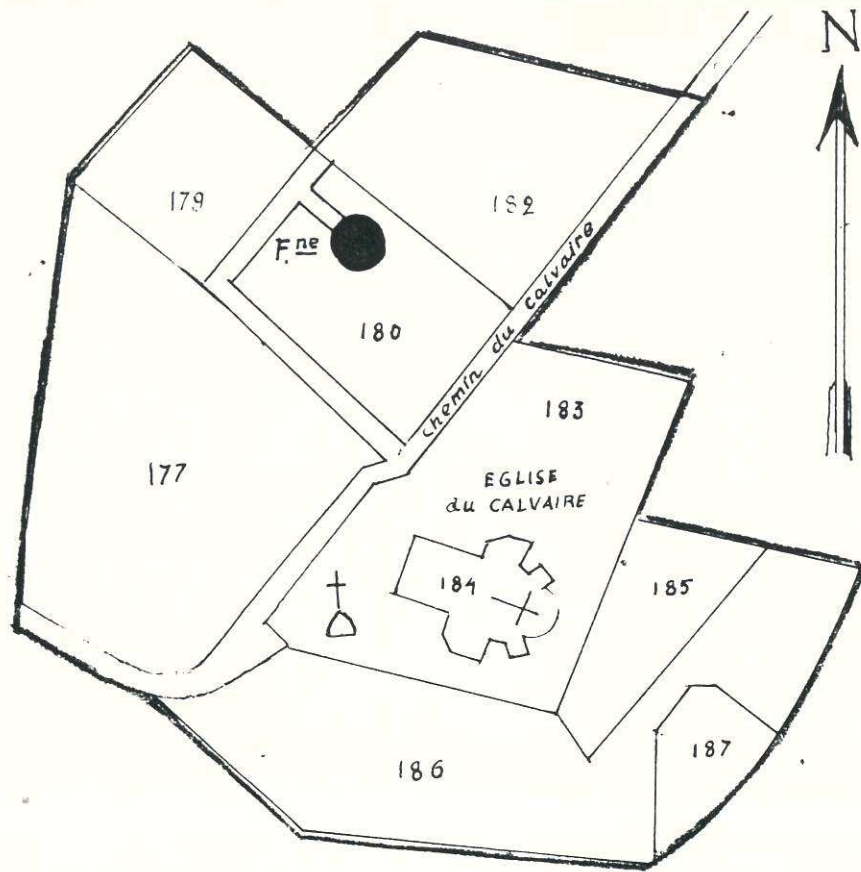 N
179
182
F.ne
180
chemin du calvaire
183
177
EGLISE
du CALVAIRE
184
185
187
186